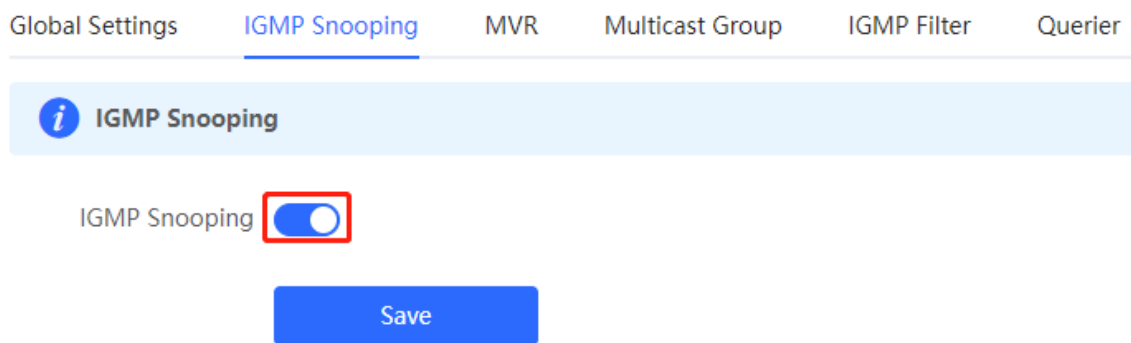 Global Settings IGMP Snooping MVR Multicast Group IGMP Filter Querier
i IGMP Snooping
IGMP Snooping
Save